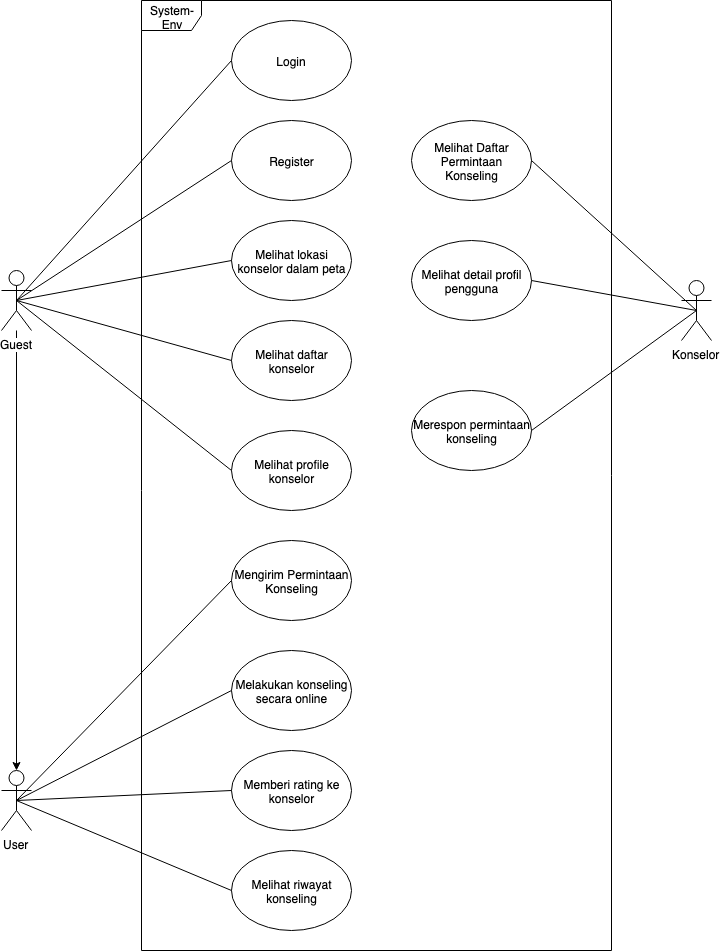 System-
Env
Login
Register
Melihat lokasi
konselor dalam peta
Melihat daftar
konselor
Melihat profile
konselor
Mengirim Permintaan
Konseling
Melakukan konseling
secara online
Memberi rating ke
konselor
Melihat riwayat
konseling
Melihat Daftar
Permintaan
Konseling
Melihat detail profil
pengguna
Merespon permintaan
konseling
Guest
User
Konselor